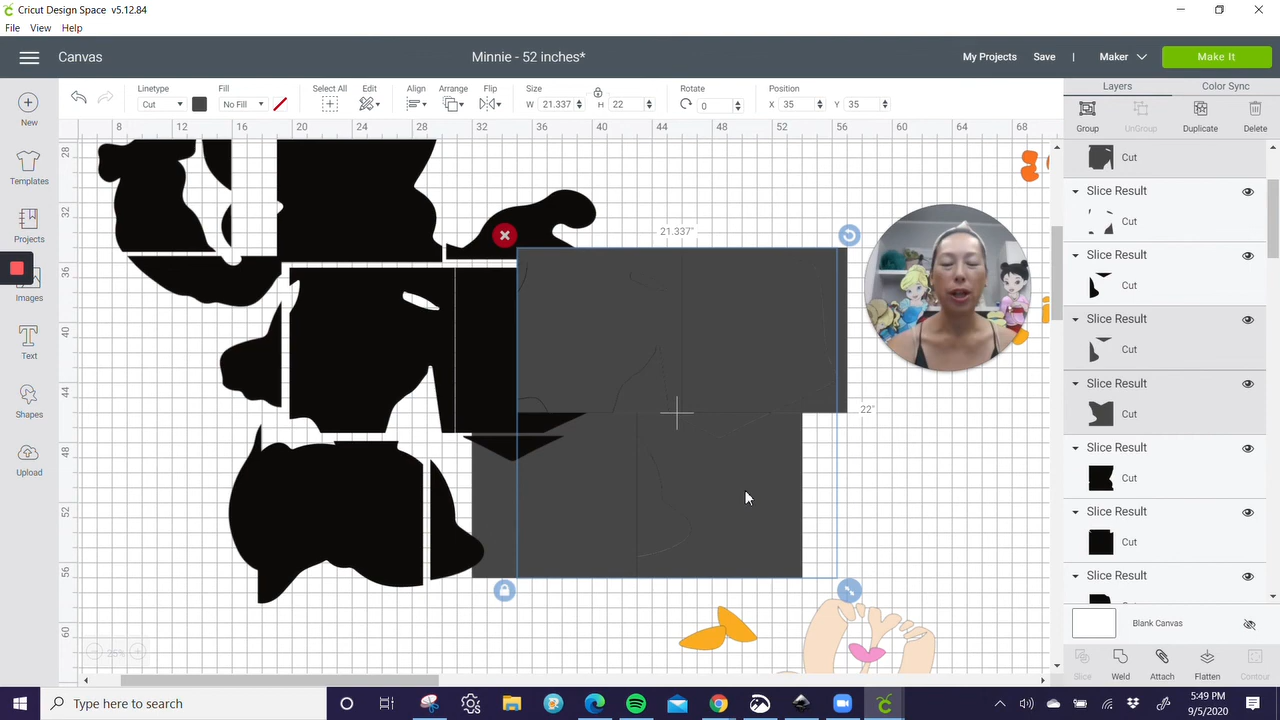 Cricut Design Space v5.12.84
File View Help
Canvas
Minnie - 52 inches*
My Projects Save | Maker Make It
Linetype Fill Select All Edit Align Arrange Flip Size Rotate Position
Cut No Fill W 21.337 H 22 0 X 35 Y 35
Layers Color Sync
Group UnGroup Duplicate Delete
8 12 16 20 24 28 32 36 40 44 48 52 56 60 64 68
28
32
36
40
44
48
52
56
60
New
Templates
Projects
Images
Text
Shapes
Upload
21.337"
22"
25%
Cut
Slice Result
Cut
Slice Result
Cut
Slice Result
Cut
Slice Result
Cut
Slice Result
Cut
Slice Result
Cut
Slice Result
Blank Canvas
Slice Weld Attach Flatten Contour
Type here to search
5:49 PM
9/5/2020